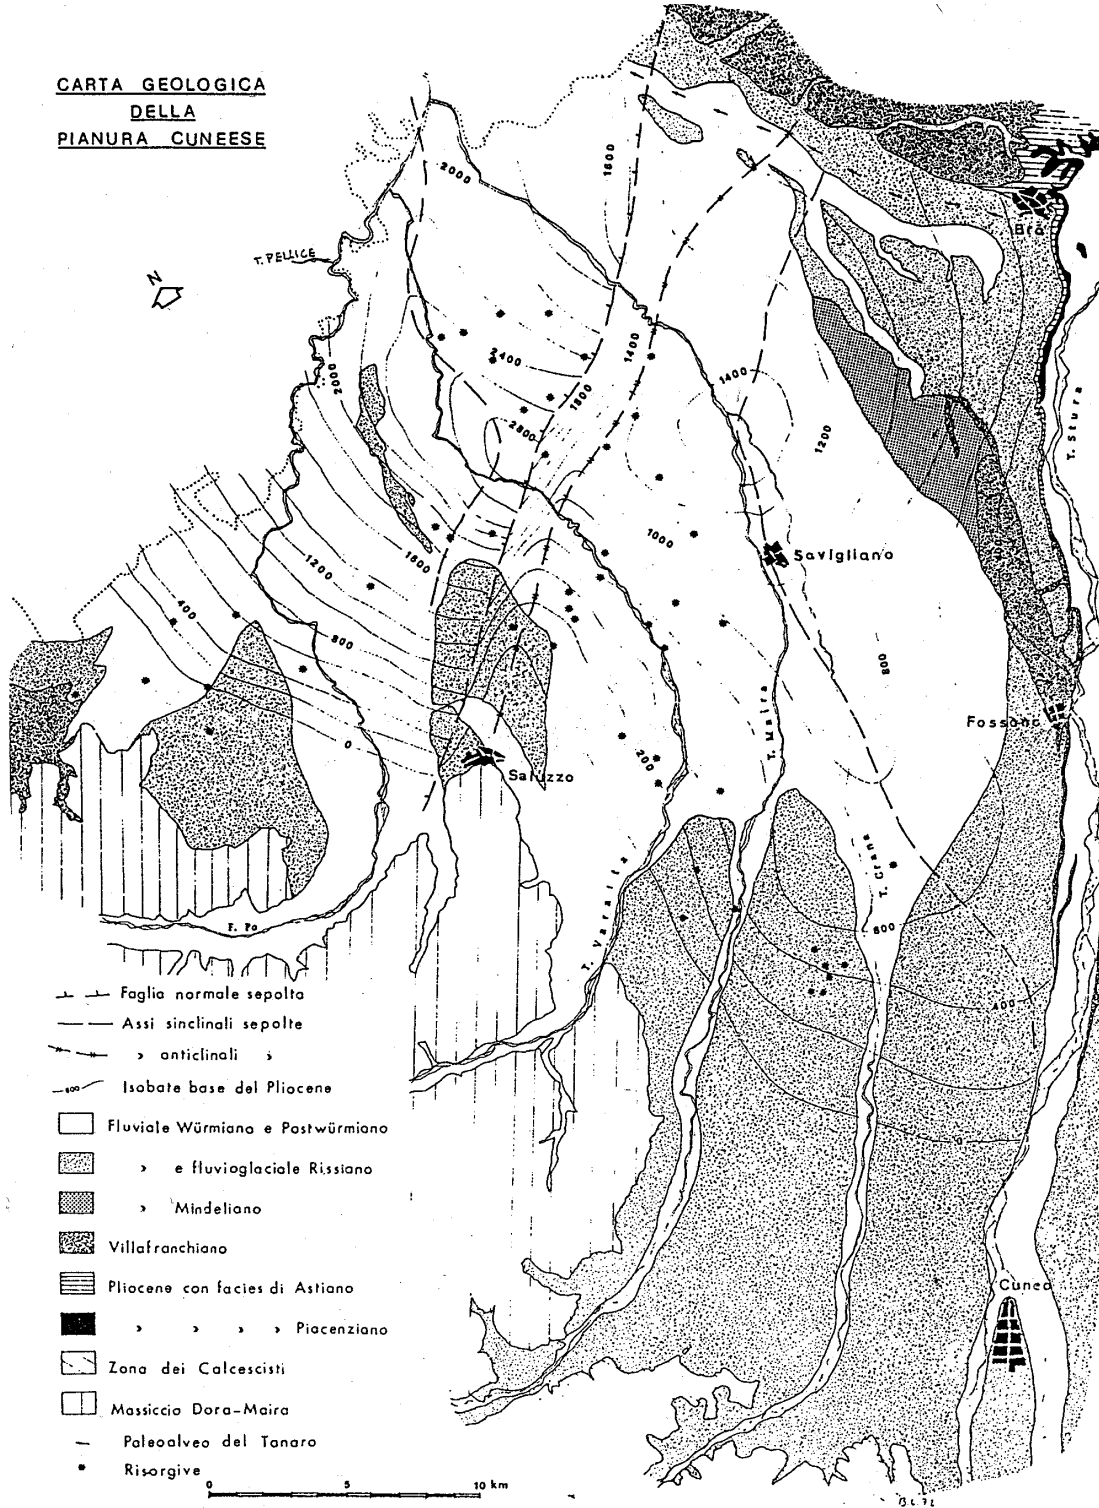 CARTA GEOLOGICA
DELLA
PIANURA CUNEESE
N
T. PELLICE
2000
1600
Bra
2400
2000
1400
1800
2800
1400
1200
T. Stura
1000
Savigliano
1600
1200
400
800
0
800
Fossano
Saluzzo
200
T. Maira
T. Varaita
T. Grana
F. Po
600
400
0
Cuneo
Faglia normale sepolta
Assi sinclinali sepolte
› anticlinali ›
800 Isobate base del Pliocene
Fluviale Würmiano e Postwürmiano
› e fluvioglaciale Rissiano
› Mindeliano
Villafranchiano
Pliocene con facies di Astiano
› › › › Piacenziano
Zona dei Calcescisti
Massiccio Dora-Maira
Paleoalveo del Tanaro
Risorgive
0 5 10 km
B.L. 72